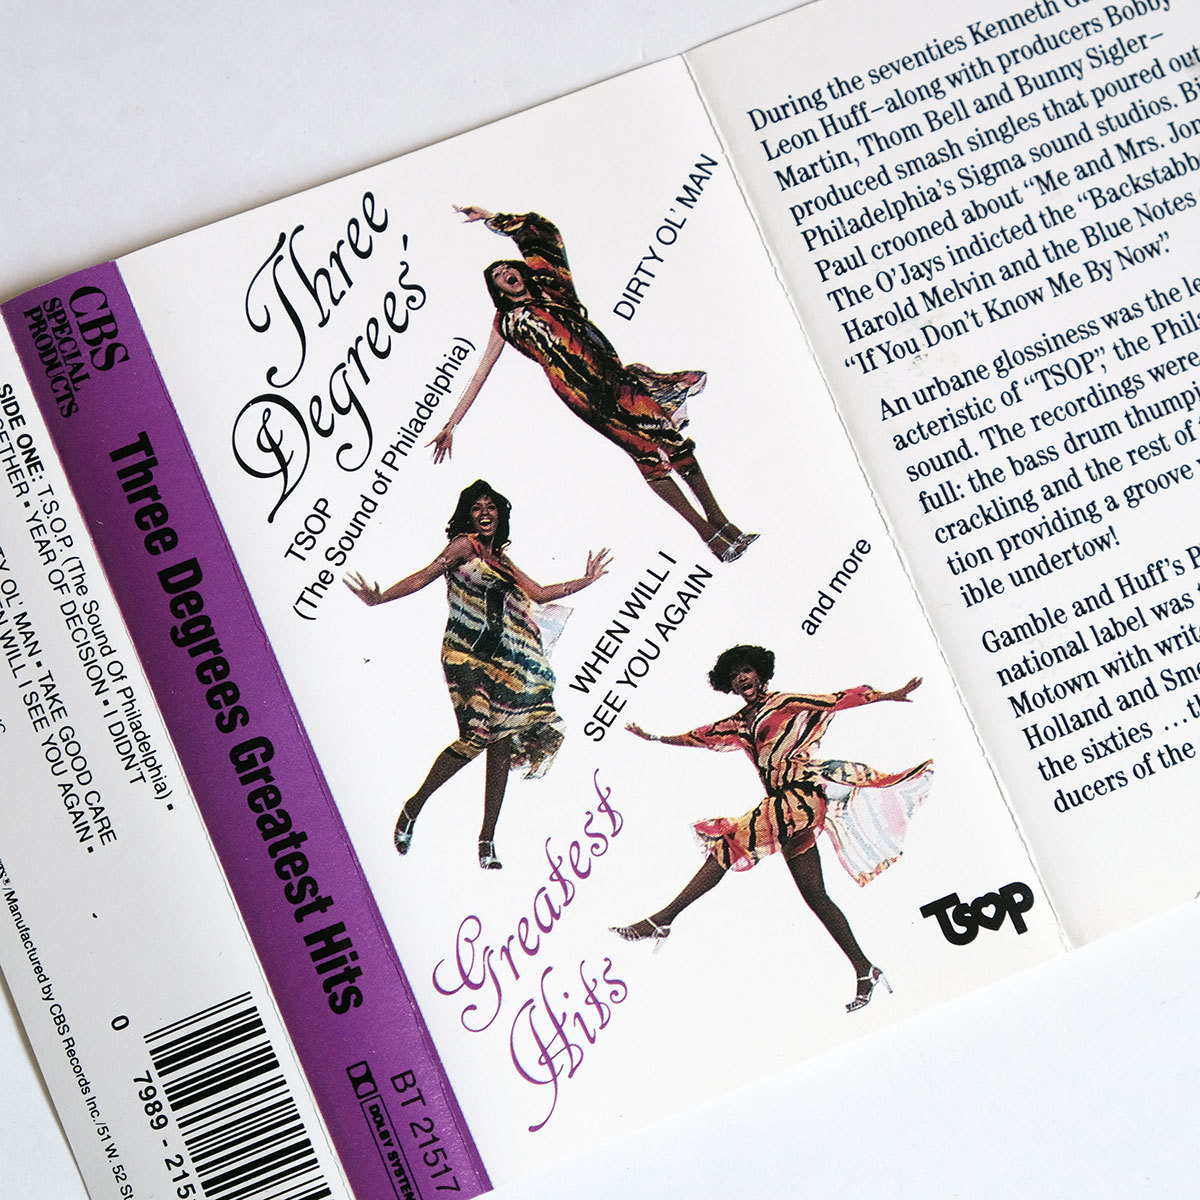 SIDE ONE: T.S.O.P. (The Sound Of Philadelphia) ▪
YEAR OF DECISION ▪ I DIDN'T
OL' MAN ▪ TAKE GOOD CARE
WILL I SEE YOU AGAIN ▪
/Manufactured by CBS Records Inc./51 W. 52
0
7989 - 215
CBS
SPECIAL
PRODUCTS
Three Degrees Greatest Hits
BT 21517
DOLBY SYSTEM
Three
Degrees'
TSOP
(The Sound of Philadelphia)
DIRTY OL' MAN
WHEN WILL I
SEE YOU AGAIN
and more
Greatest
Hits
TSOP
During the seventies Kenneth
Leon Huff–along with producers Bobby
Martin, Thom Bell and Bunny Sigler–
produced smash singles that poured out
Philadelphia's Sigma sound studios.
Paul crooned about "Me and Mrs.
The O'Jays indicted the
Harold Melvin and the Blue Notes
"If You Don't Know Me By Now."
An urbane glossiness was the
acteristic of "TSOP," the
sound. The recordings were
full: the bass drum
crackling and the rest of
tion providing a groove
ible undertow!
Gamble and Huff's
national label was
Motown with
Holland and
the sixties ...
ducers of the